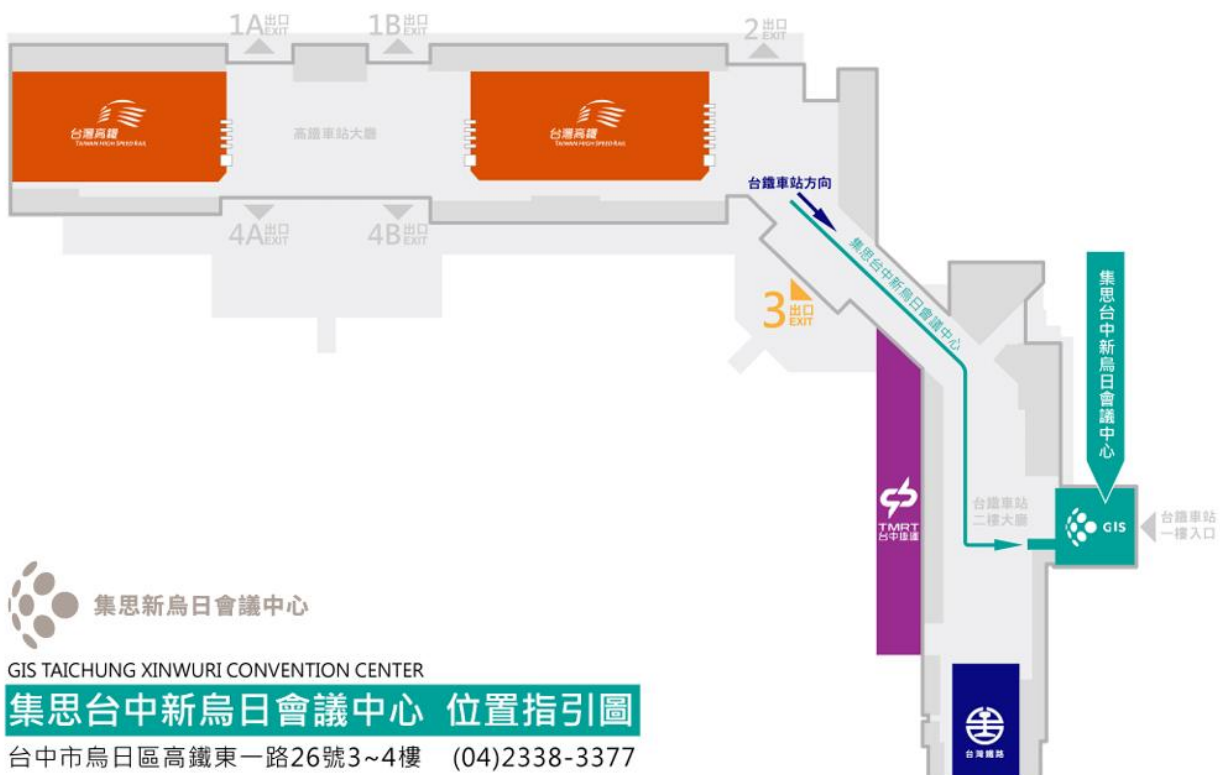 1A出口
EXIT
1B出口
EXIT
2出口
EXIT
台灣高鐵
TAIWAN HIGH SPEED RAIL
高鐵車站大廳
台灣高鐵
TAIWAN HIGH SPEED RAIL
台鐵車站方向
4A出口
EXIT
4B出口
EXIT
集思台中新烏日會議中心
3出口
EXIT
集思台中新烏日會議中心
TMRT
台中捷運
台鐵車站
二樓大廳
GIS
台鐵車站
一樓入口
集思新烏日會議中心
GIS TAICHUNG XINWURI CONVENTION CENTER
集思台中新烏日會議中心 位置指引圖
台中市烏日區高鐵東一路26號3~4樓 (04)2338-3377
台灣鐵路